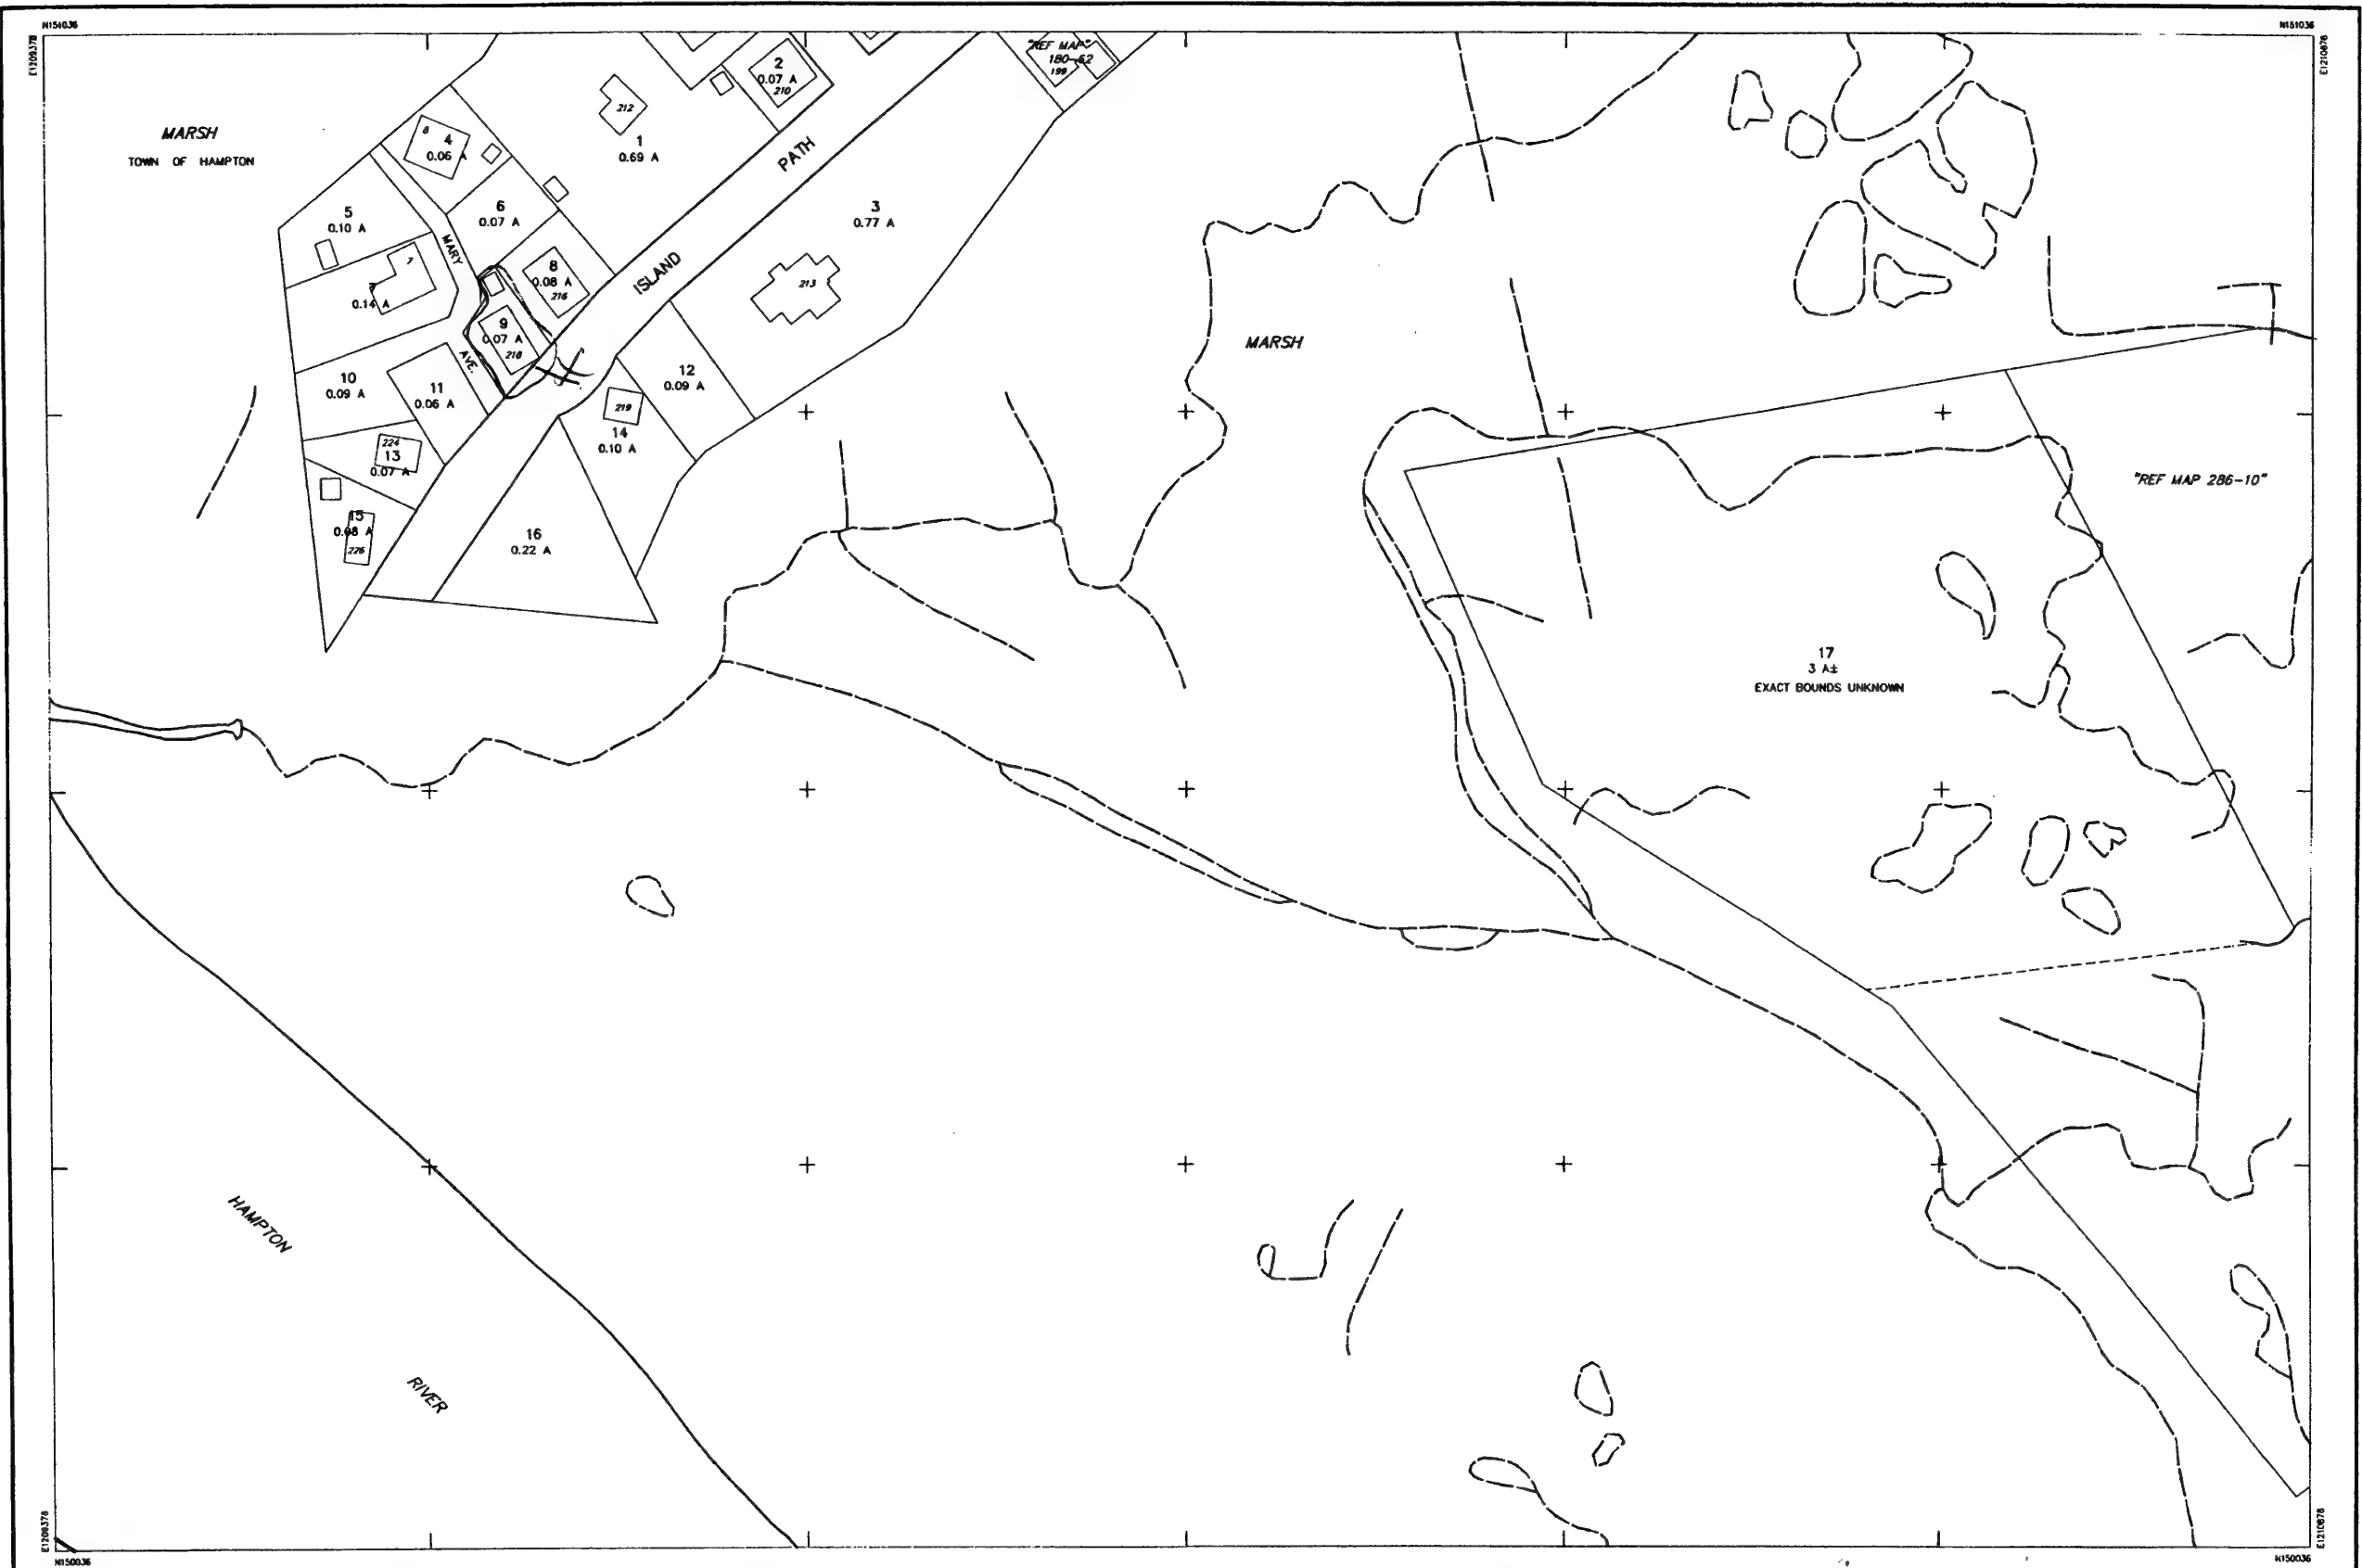 N151036
N151036
E1209378
E1210878
MARSH
TOWN OF HAMPTON
"REF MAP"
180-52
199
2
0.07 A
210
212
1
0.69 A
8
4
0.06 A
PATH
ISLAND
3
0.77 A
213
5
0.10 A
6
0.07 A
MARY
AVE.
7
0.14 A
8
0.08 A
216
9
0.07 A
218
MARSH
10
0.09 A
11
0.06 A
12
0.09 A
219
14
0.10 A
224
13
0.07 A
15
0.08 A
226
16
0.22 A
"REF MAP 286-10"
17
3 A±
EXACT BOUNDS UNKNOWN
HAMPTON
RIVER
E1209378
E1210878
N150036
N150036